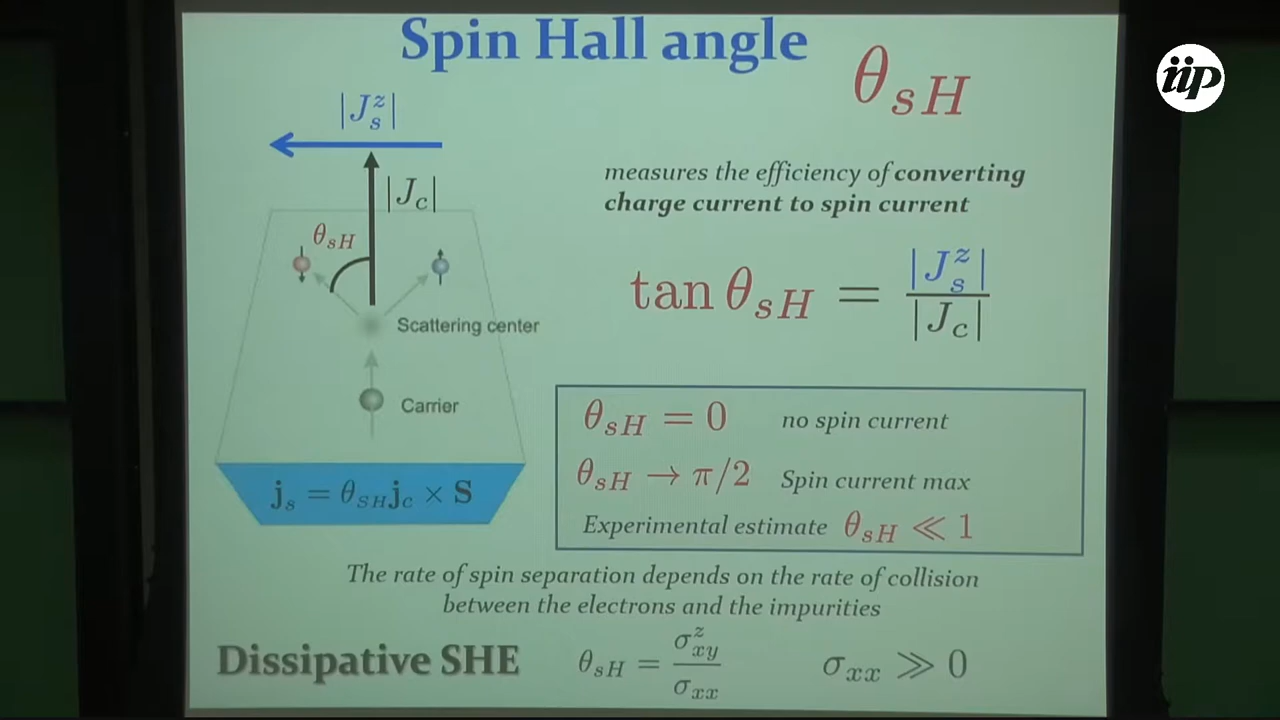 Spin Hall angle
θ_{sH}
iip
|J_s^z|
|J_c|
θ_{sH}
Scattering center
Carrier
j_s = θ_{SH} j_c × S
measures the efficiency of converting
charge current to spin current
tan θ_{sH} = |J_s^z| / |J_c|
θ_{sH} = 0 no spin current
θ_{sH} → π/2 Spin current max
Experimental estimate θ_{sH} ≪ 1
The rate of spin separation depends on the rate of collision
between the electrons and the impurities
Dissipative SHE θ_{sH} = σ_{xy}^z / σ_{xx} σ_{xx} ≫ 0